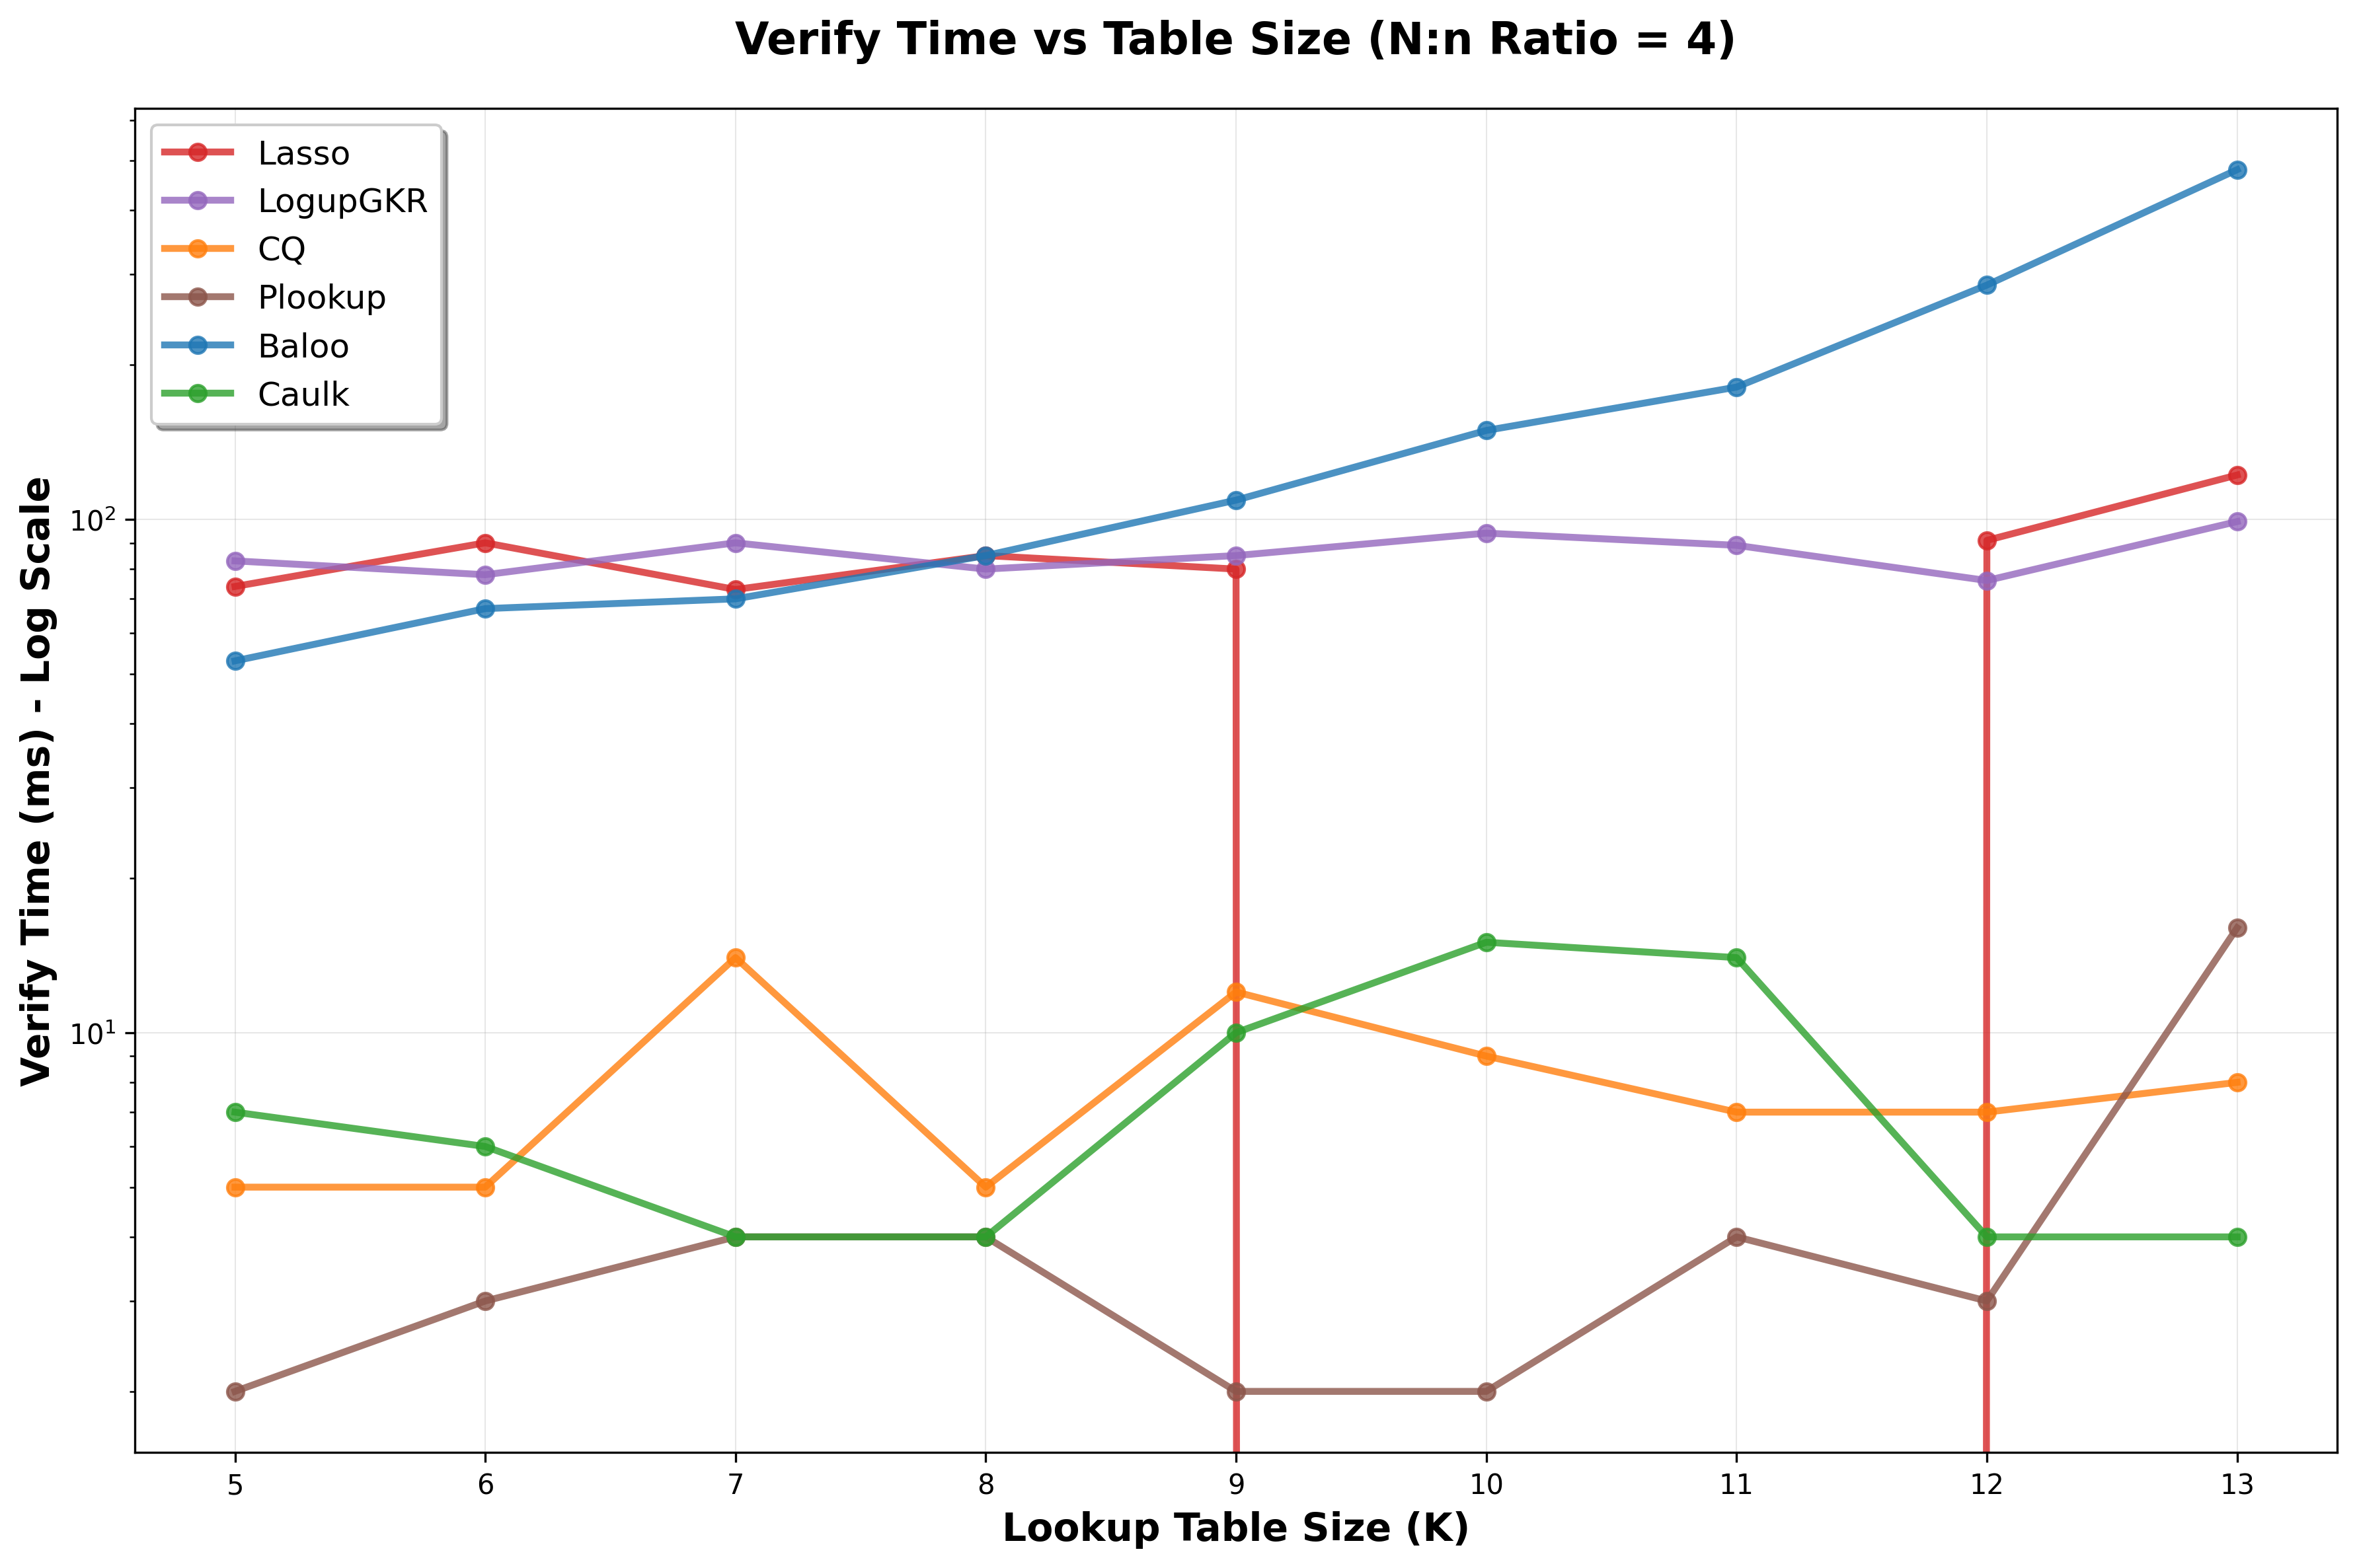 Verify Time vs Table Size (N:n Ratio = 4)
Lasso
LogupGKR
CQ
Plookup
Baloo
Caulk
Verify Time (ms) - Log Scale
10²
10¹
5 6 7 8 9 10 11 12 13
Lookup Table Size (K)